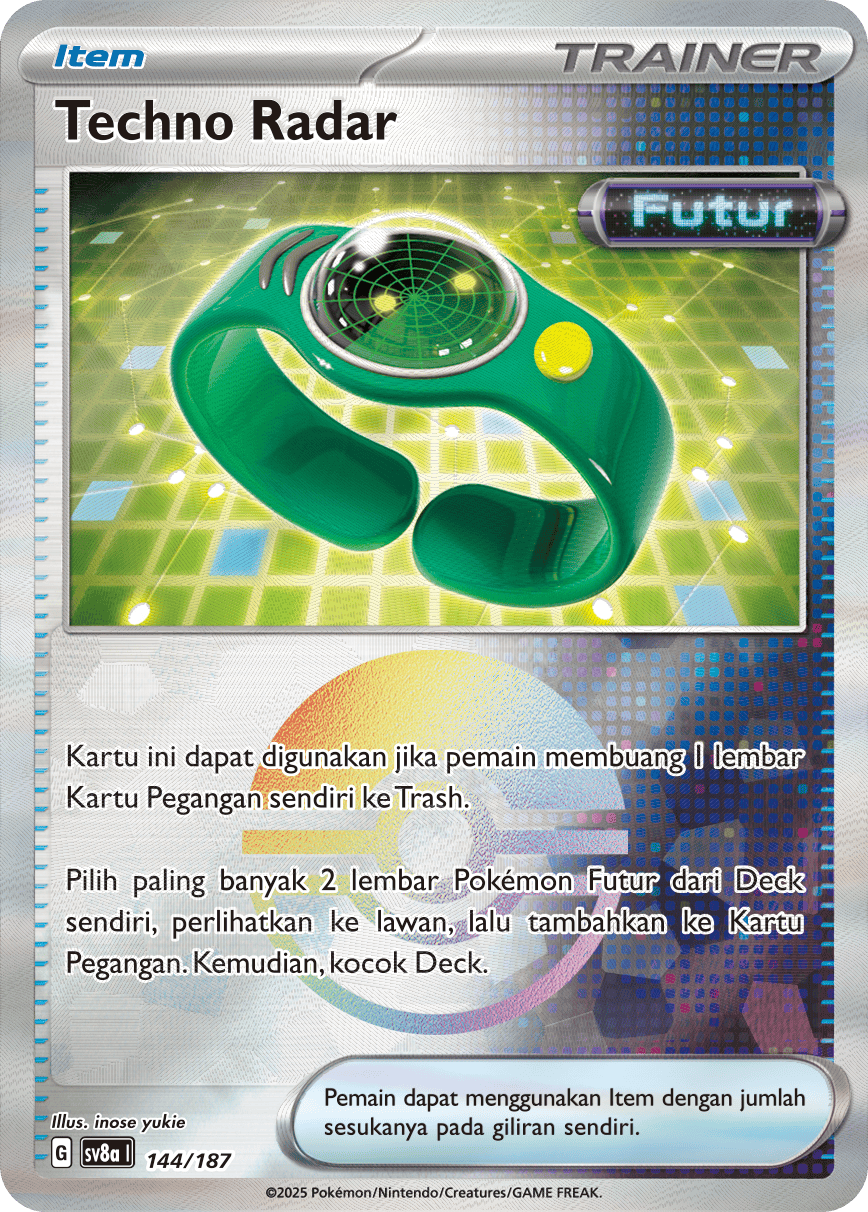 Item
TRAINER
Techno Radar
Futur
Kartu ini dapat digunakan jika pemain membuang 1 lembar
Kartu Pegangan sendiri ke Trash.
Pilih paling banyak 2 lembar Pokémon Futur dari Deck
sendiri, perlihatkan ke lawan, lalu tambahkan ke Kartu
Pegangan. Kemudian, kocok Deck.
Pemain dapat menggunakan Item dengan jumlah
sesukanya pada giliran sendiri.
Illus. inose yukie
G sv8a I 144/187
©2025 Pokémon/Nintendo/Creatures/GAME FREAK.